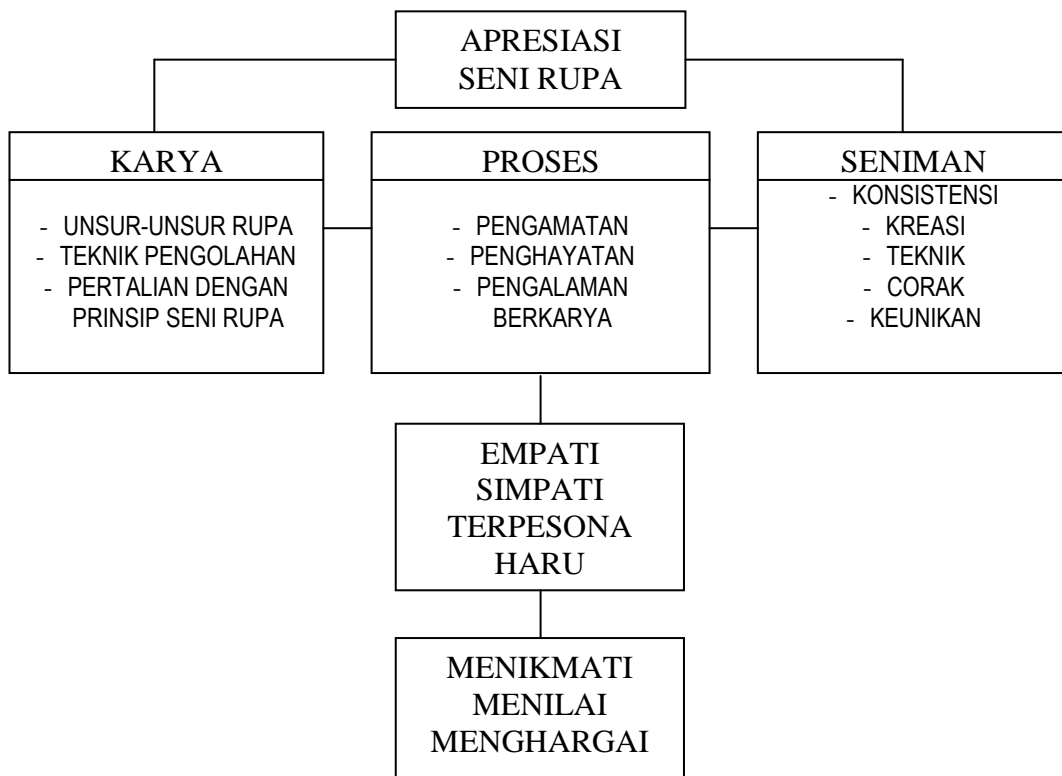 APRESIASI
SENI RUPA
KARYA
- UNSUR-UNSUR RUPA
- TEKNIK PENGOLAHAN
- PERTALIAN DENGAN
PRINSIP SENI RUPA
PROSES
- PENGAMATAN
- PENGHAYATAN
- PENGALAMAN
BERKARYA
SENIMAN
- KONSISTENSI
- KREASI
- TEKNIK
- CORAK
- KEUNIKAN
EMPATI
SIMPATI
TERPESONA
HARU
MENIKMATI
MENILAI
MENGHARGAI